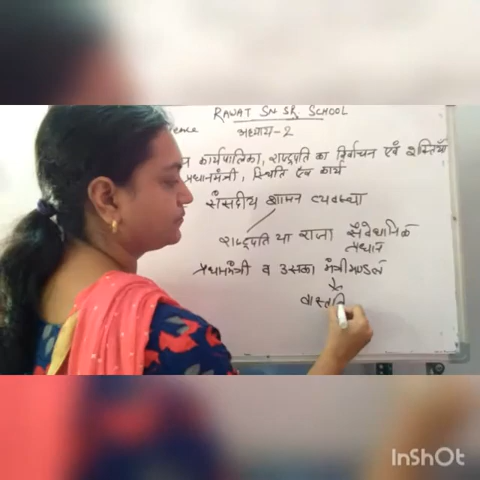 RAWAT SN SR SCHOOL
अध्याय-2
कार्यपालिका, राष्ट्रपति का निर्वाचन एवं शक्तियाँ
प्रधानमंत्री, स्थिति एवं कार्य
संसदीय शासन व्यवस्था
राष्ट्रपति या राजा संवैधानिक
प्रधान
प्रधानमंत्री व उसका मंत्रीमण्डल
वास्तवि
InShOt